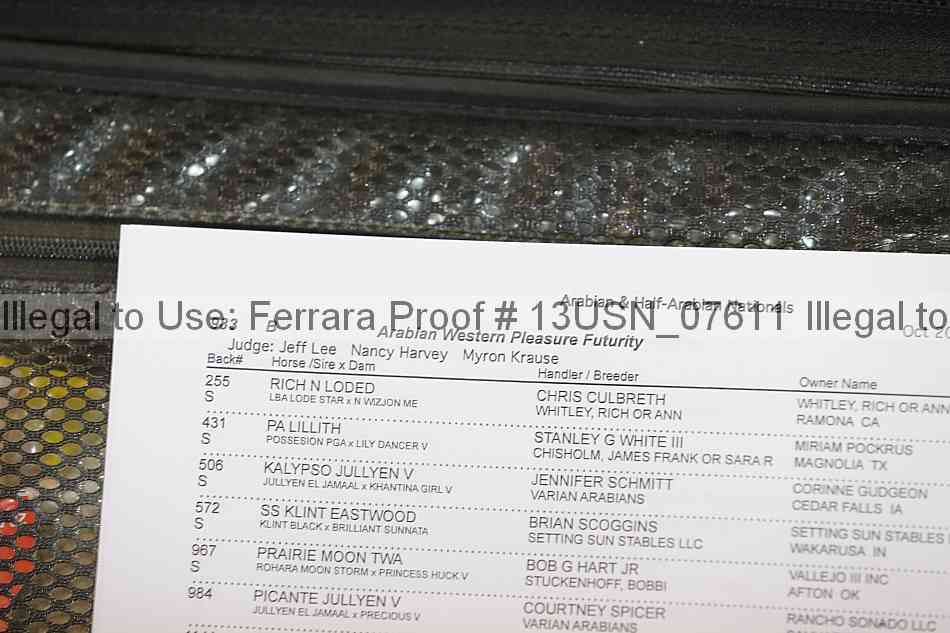 Arabian & Half-Arabian Nationals
Illegal to Use: Ferrara Proof # 13USN_07611 Illegal to
983 B Oct 20
Arabian Western Pleasure Futurity
Judge: Jeff Lee Nancy Harvey Myron Krause
Back# Horse /Sire x Dam Handler / Breeder Owner Name
255 RICH N LODED CHRIS CULBRETH WHITLEY, RICH OR ANN
S LBA LODE STAR x N WIZJON ME WHITLEY, RICH OR ANN RAMONA CA
431 PA LILLITH STANLEY G WHITE III MIRIAM POCKRUS
S POSSESION PGA x LILY DANCER V CHISHOLM, JAMES FRANK OR SARA R MAGNOLIA TX
506 KALYPSO JULLYEN V JENNIFER SCHMITT CORINNE GUDGEON
S JULLYEN EL JAMAAL x KHANTINA GIRL V VARIAN ARABIANS CEDAR FALLS IA
572 SS KLINT EASTWOOD BRIAN SCOGGINS SETTING SUN STABLES
S KLINT BLACK x BRILLIANT SUNNATA SETTING SUN STABLES LLC WAKARUSA IN
967 PRAIRIE MOON TWA BOB G HART JR VALLEJO III INC
S ROHARA MOON STORM x PRINCESS HUCK V STUCKENHOFF, BOBBI AFTON OK
984 PICANTE JULLYEN V COURTNEY SPICER RANCHO SONADO LLC
JULLYEN EL JAMAAL x PRECIOUS V VARIAN ARABIANS